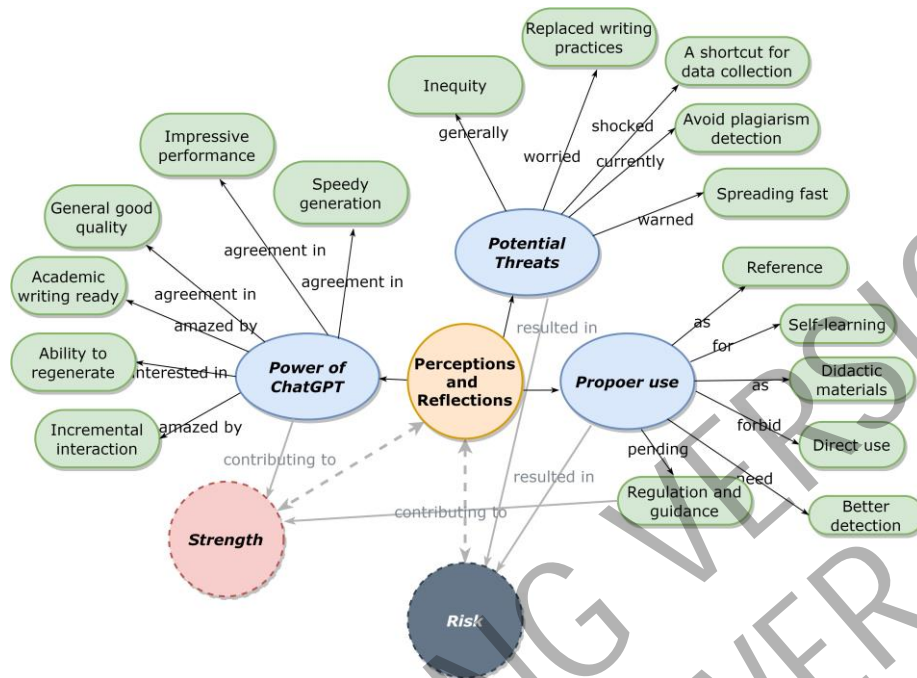 Replaced writing
practices
A shortcut for
data collection
Inequity
generally
shocked
Avoid plagiarism
detection
Impressive
performance
worried
currently
Speedy
generation
Spreading fast
warned
General good
quality
Potential
Threats
agreement in
Reference
Academic
writing ready
agreement in
agreement in
amazed by
resulted in
as
Self-learning
for
Ability to
regenerate
interested in
Power of
ChatGPT
Perceptions
and
Reflections
Propoer use
Didactic
materials
as
Incremental
interaction
amazed by
forbid
Direct use
pending
contributing to
resulted in
need
Regulation and
guidance
Better
detection
contributing to
Strength
Risk
NG VERSIO
VER